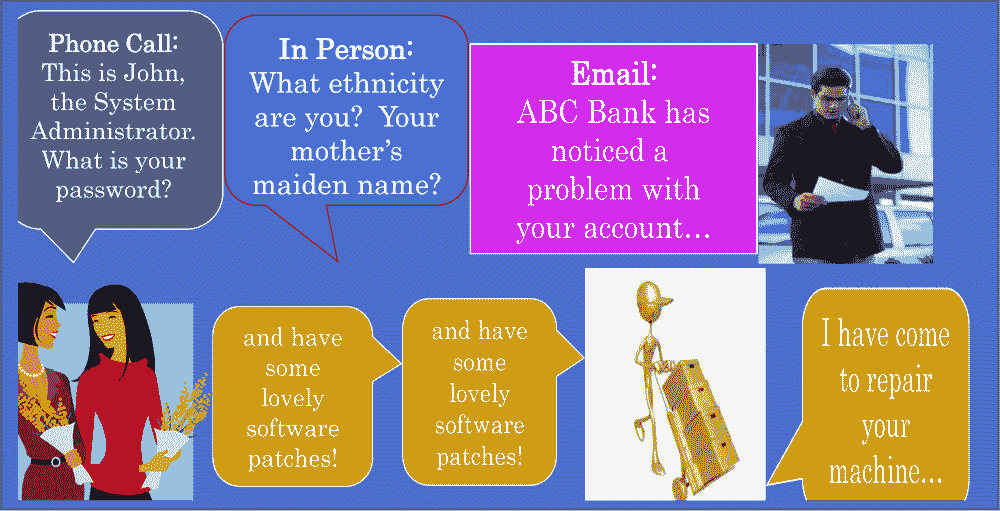 Phone Call:
This is John,
the System
Administrator.
What is your
password?
In Person:
What ethnicity
are you? Your
mother's
maiden name?
Email:
ABC Bank has
noticed a
problem with
your account...
and have
some
lovely
software
patches!
and have
some
lovely
software
patches!
I have come
to repair
your
machine...